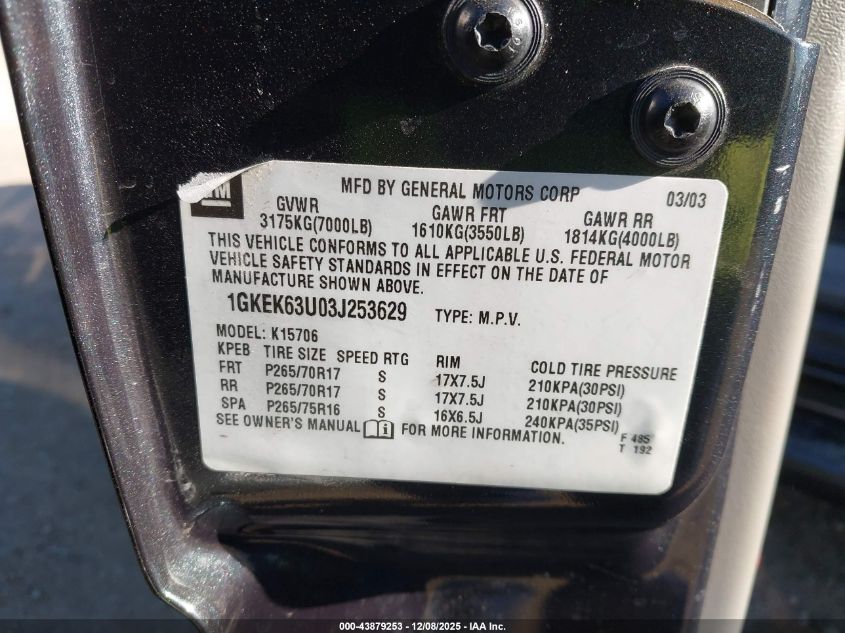 GM
MFD BY GENERAL MOTORS CORP 03/03
GVWR GAWR FRT GAWR RR
3175KG(7000LB) 1610KG(3550LB) 1814KG(4000LB)
THIS VEHICLE CONFORMS TO ALL APPLICABLE U.S. FEDERAL MOTOR
VEHICLE SAFETY STANDARDS IN EFFECT ON THE DATE OF
MANUFACTURE SHOWN ABOVE.
1GKEK63U03J253629 TYPE: M.P.V.
MODEL: K15706
KPEB TIRE SIZE SPEED RTG RIM COLD TIRE PRESSURE
FRT P265/70R17 S 17X7.5J 210KPA(30PSI)
RR P265/70R17 S 17X7.5J 210KPA(30PSI)
SPA P265/75R16 S 16X6.5J 240KPA(35PSI)
SEE OWNER'S MANUAL FOR MORE INFORMATION.
F 485
T 192
000-43879253 - 12/08/2025 - IAA Inc.